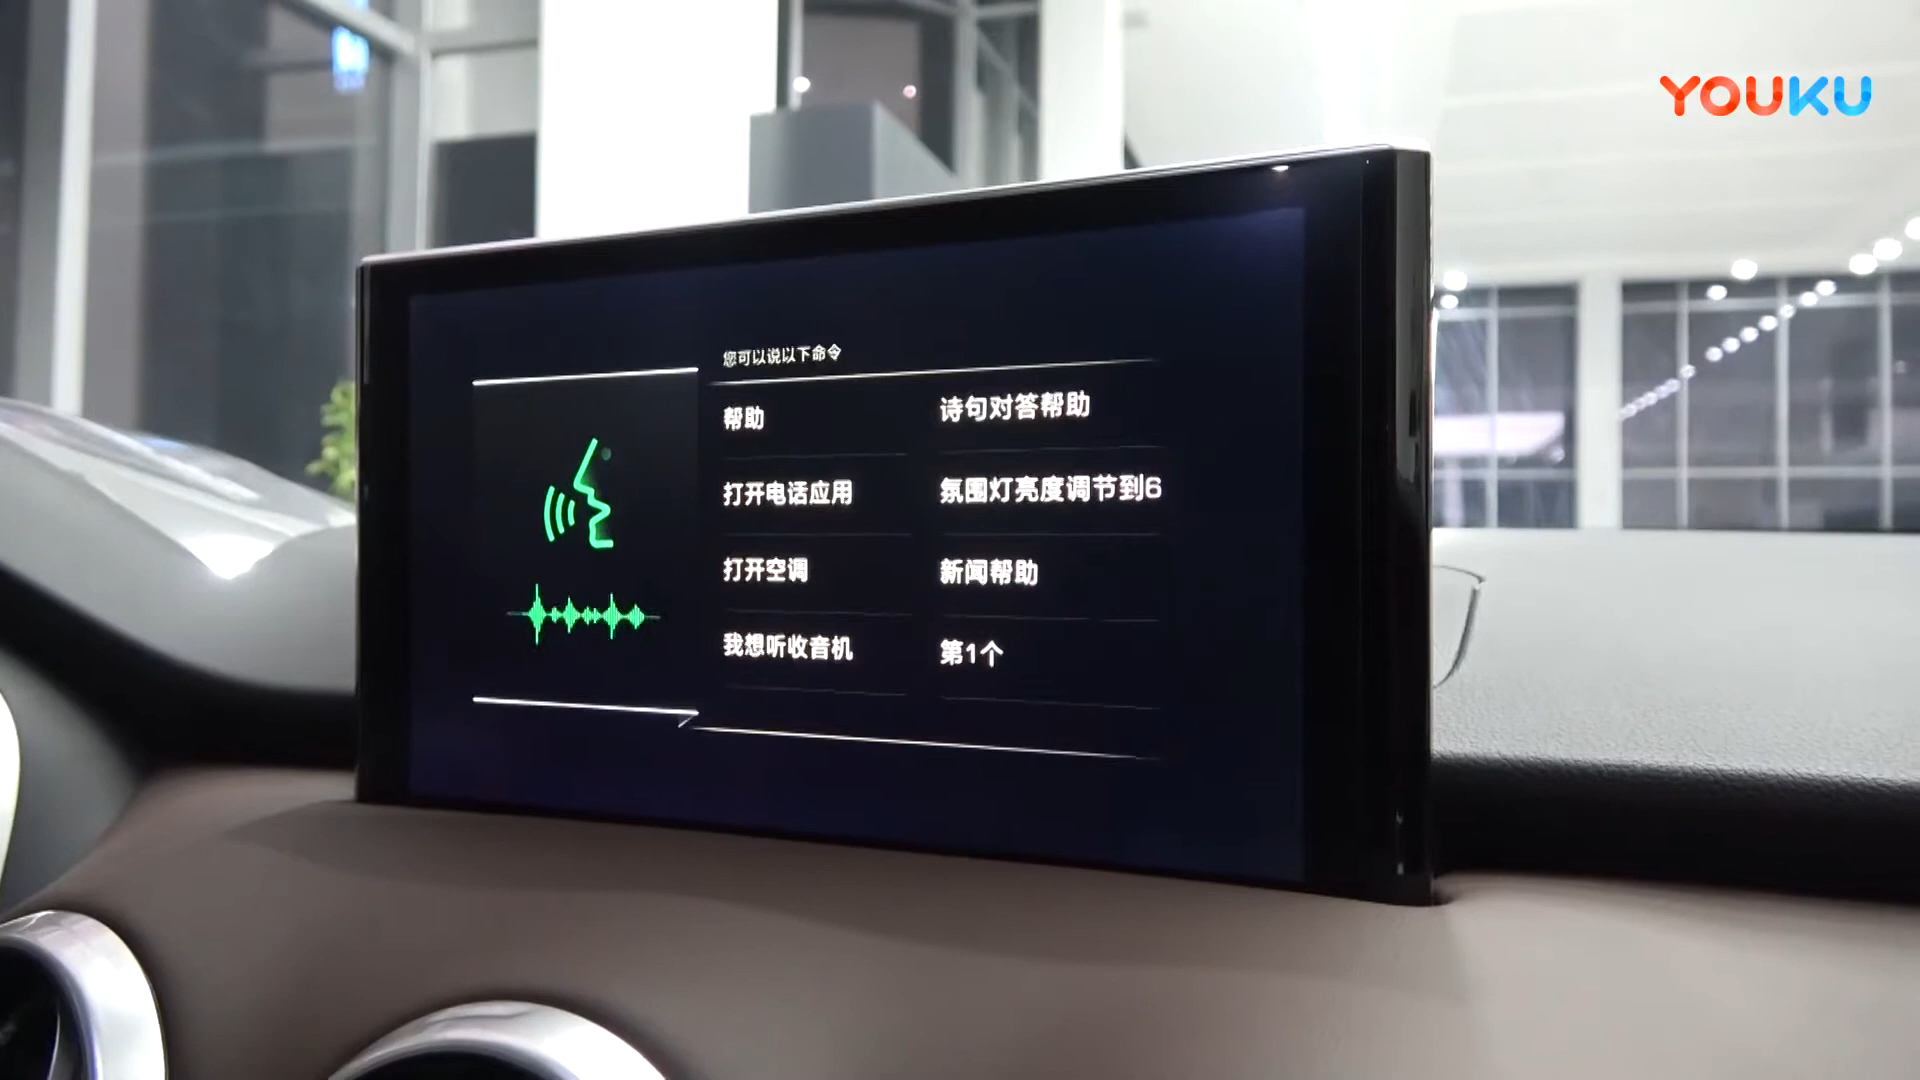 YOUKU
您可以说以下命令
帮助
诗句对答帮助
打开电话应用
氛围灯亮度调节到6
打开空调
新闻帮助
我想听收音机
第1个